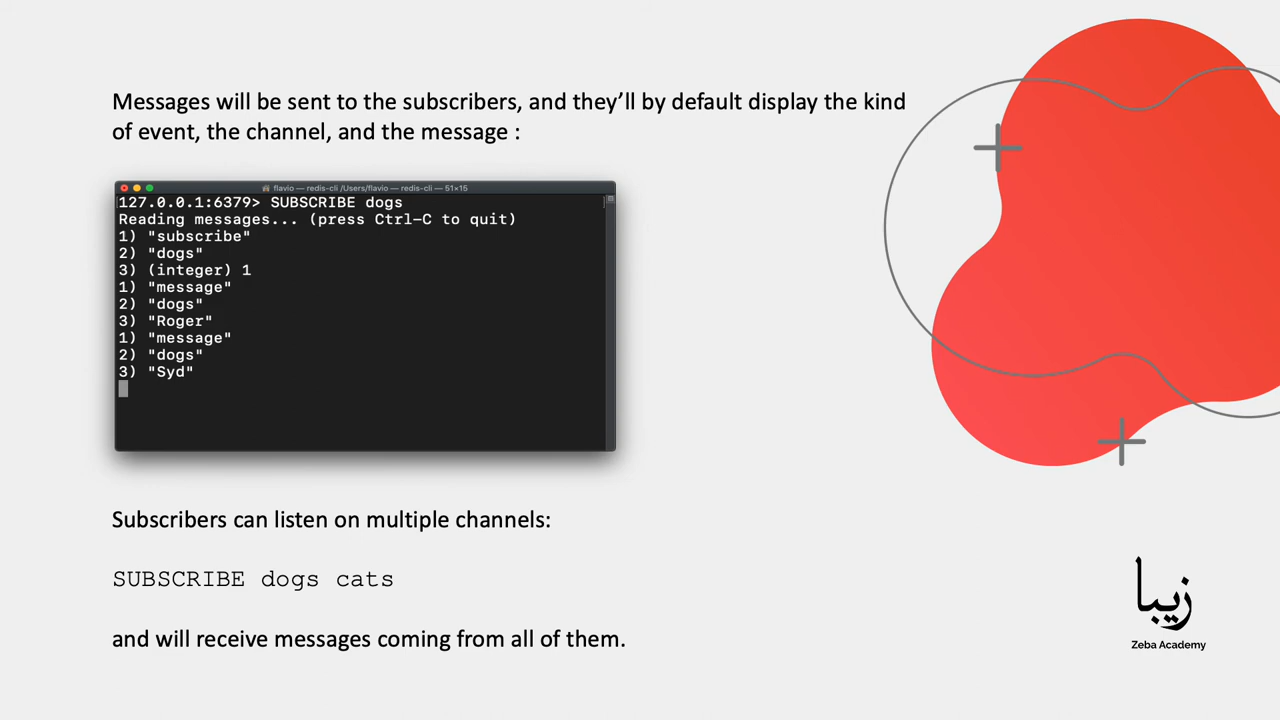 Messages will be sent to the subscribers, and they’ll by default display the kind
of event, the channel, and the message :
flavio — redis-cli /Users/flavio — redis-cli — 51×15
127.0.0.1:6379> SUBSCRIBE dogs
Reading messages... (press Ctrl-C to quit)
1) "subscribe"
2) "dogs"
3) (integer) 1
1) "message"
2) "dogs"
3) "Roger"
1) "message"
2) "dogs"
3) "Syd"
Subscribers can listen on multiple channels:
SUBSCRIBE dogs cats
and will receive messages coming from all of them.
زيبا
Zeba Academy